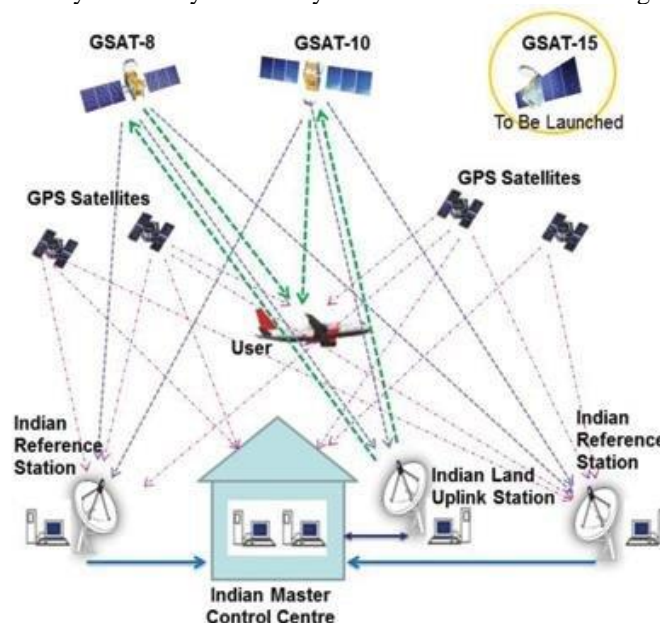 GSAT-8
GSAT-10
GSAT-15
To Be Launched
GPS Satellites
GPS Satellites
User
Indian
Reference
Station
Indian
Reference
Station
Indian Land
Uplink Station
Indian Master
Control Centre